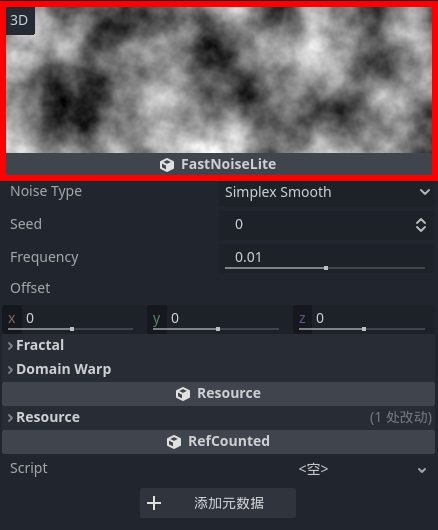 3D
FastNoiseLite
Noise Type Simplex Smooth
Seed 0
Frequency 0.01
Offset
x 0 y 0 z 0
Fractal
Domain Warp
Resource
Resource (1 处改动)
RefCounted
Script <空>
添加元数据